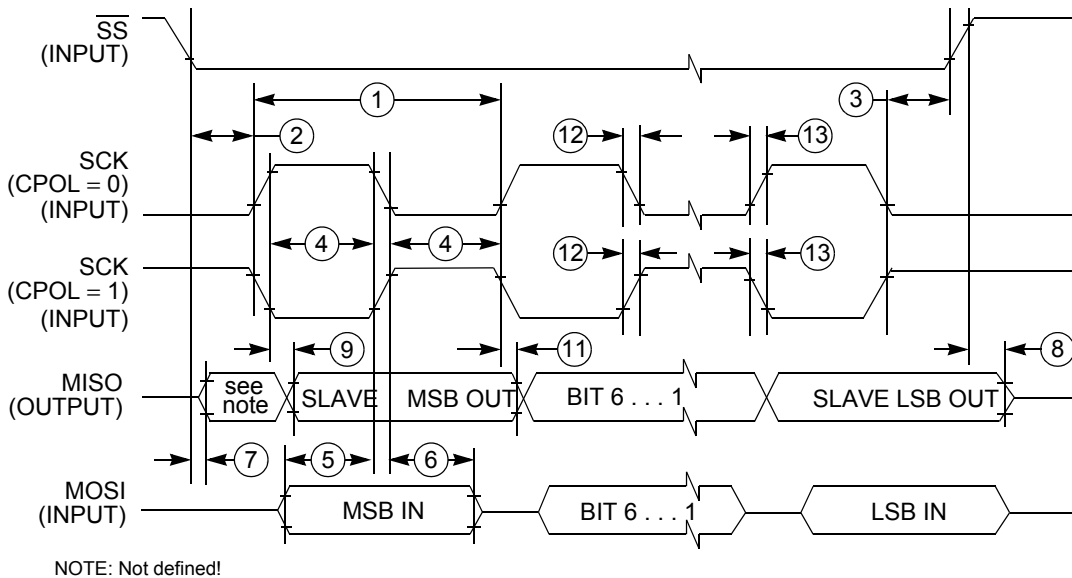 SS
(INPUT)
1
3
2
12
13
SCK
(CPOL = 0)
(INPUT)
4
4
12
13
SCK
(CPOL = 1)
(INPUT)
9
11
8
MISO
(OUTPUT)
see
note
SLAVE
MSB OUT
BIT 6 . . . 1
SLAVE LSB OUT
7
5
6
MOSI
(INPUT)
MSB IN
BIT 6 . . . 1
LSB IN
NOTE: Not defined!